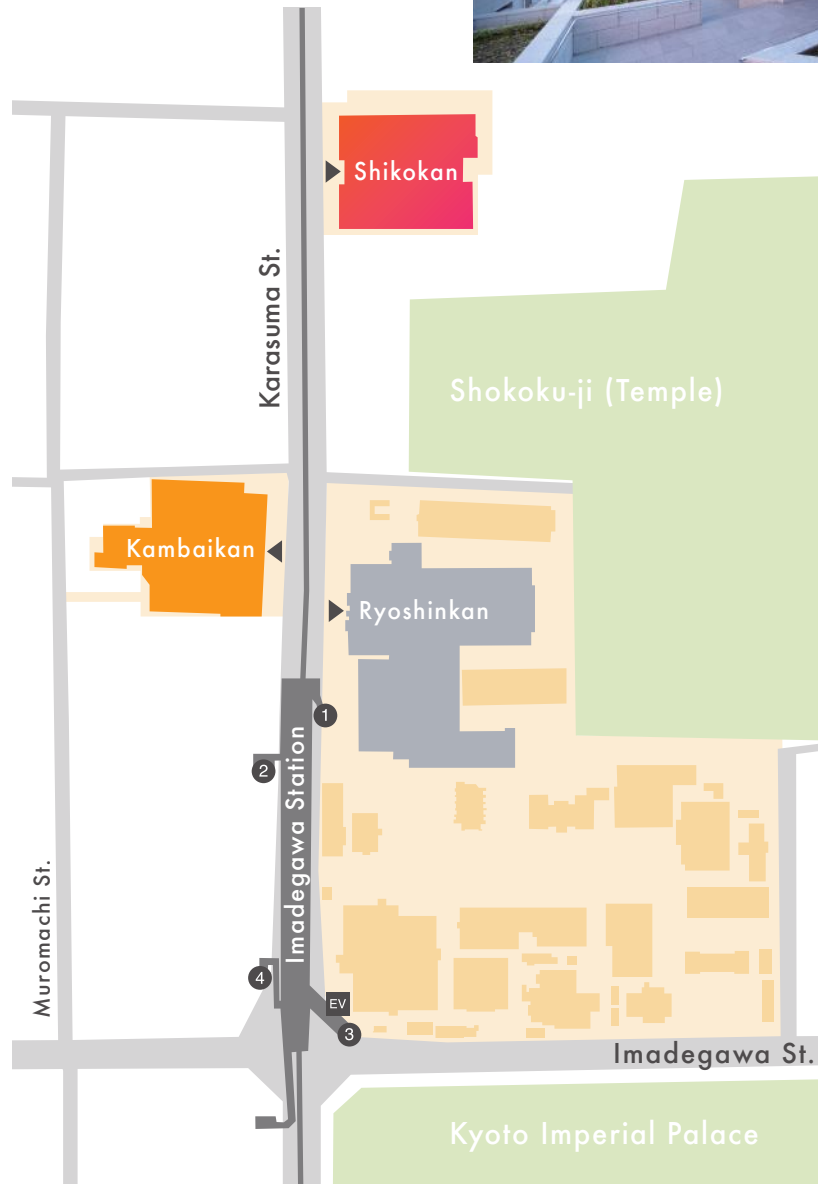 Shikokan
Karasuma St.
Shokoku-ji (Temple)
Kambaikan
Ryoshinkan
1
2
Imadegawa Station
Muromachi St.
4
EV
3
Imadegawa St.
Kyoto Imperial Palace